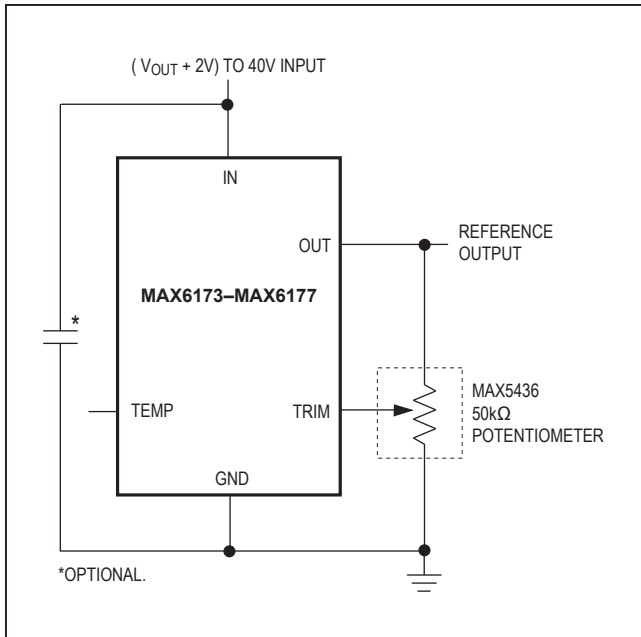 ( VOUT + 2V) TO 40V INPUT
IN
OUT
REFERENCE
OUTPUT
MAX6173–MAX6177
*
TEMP
TRIM
MAX5436
50kΩ
POTENTIOMETER
GND
*OPTIONAL.